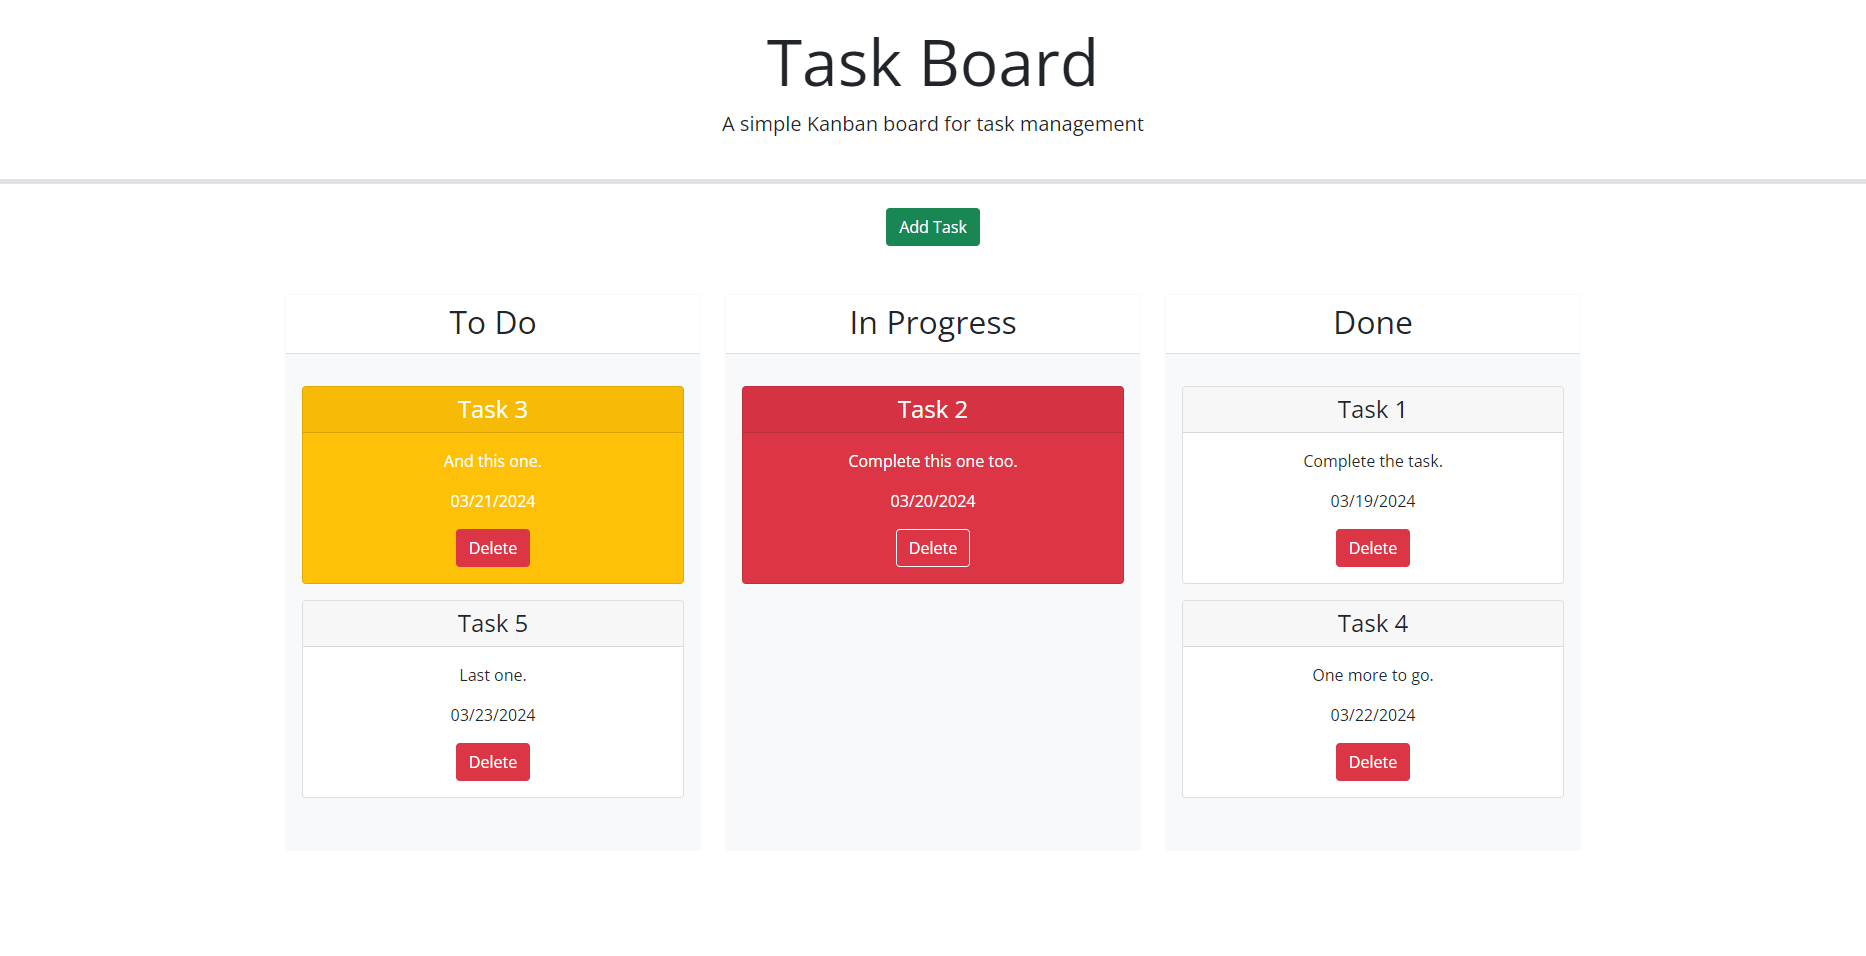 Task Board
A simple Kanban board for task management
Add Task
To Do
Task 3
And this one.
03/21/2024
Delete
Task 5
Last one.
03/23/2024
Delete
In Progress
Task 2
Complete this one too.
03/20/2024
Delete
Done
Task 1
Complete the task.
03/19/2024
Delete
Task 4
One more to go.
03/22/2024
Delete